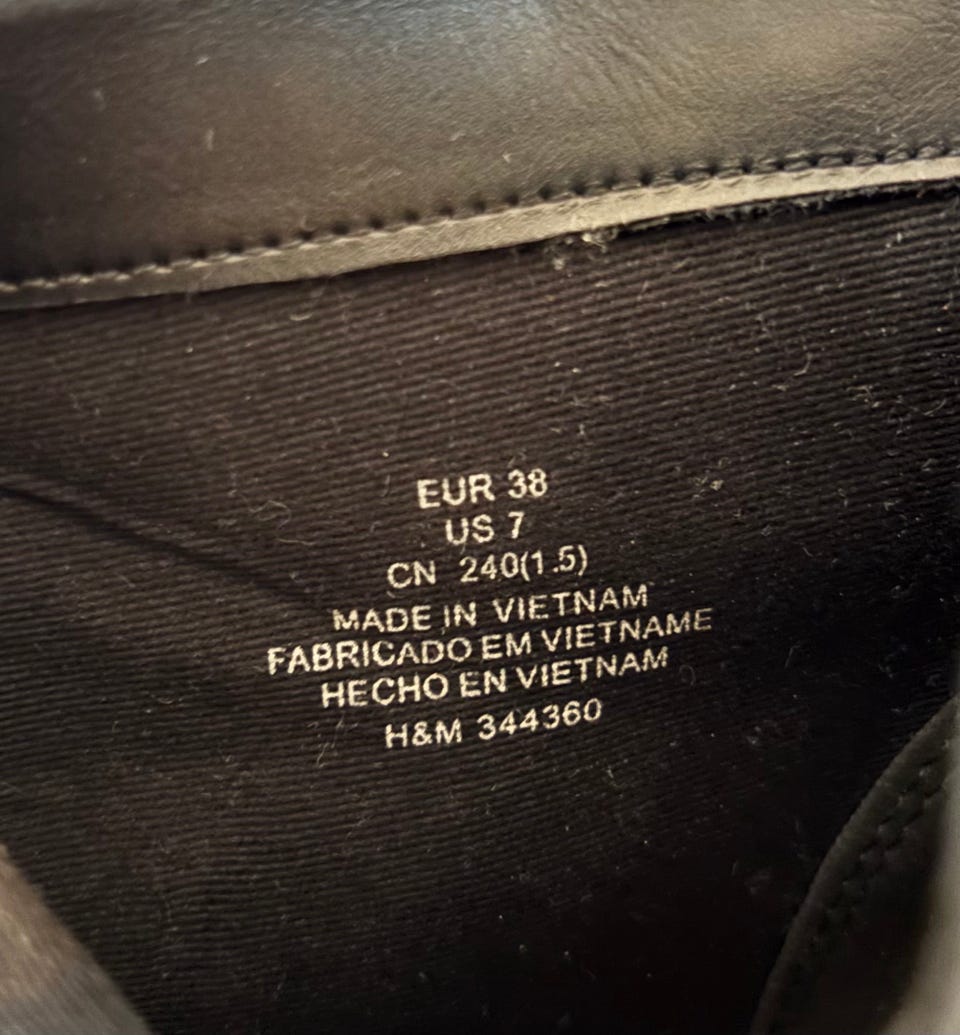 EUR 38
US 7
CN 240(1.5)
MADE IN VIETNAM
FABRICADO EM VIETNAME
HECHO EN VIETNAM
H&M 344360